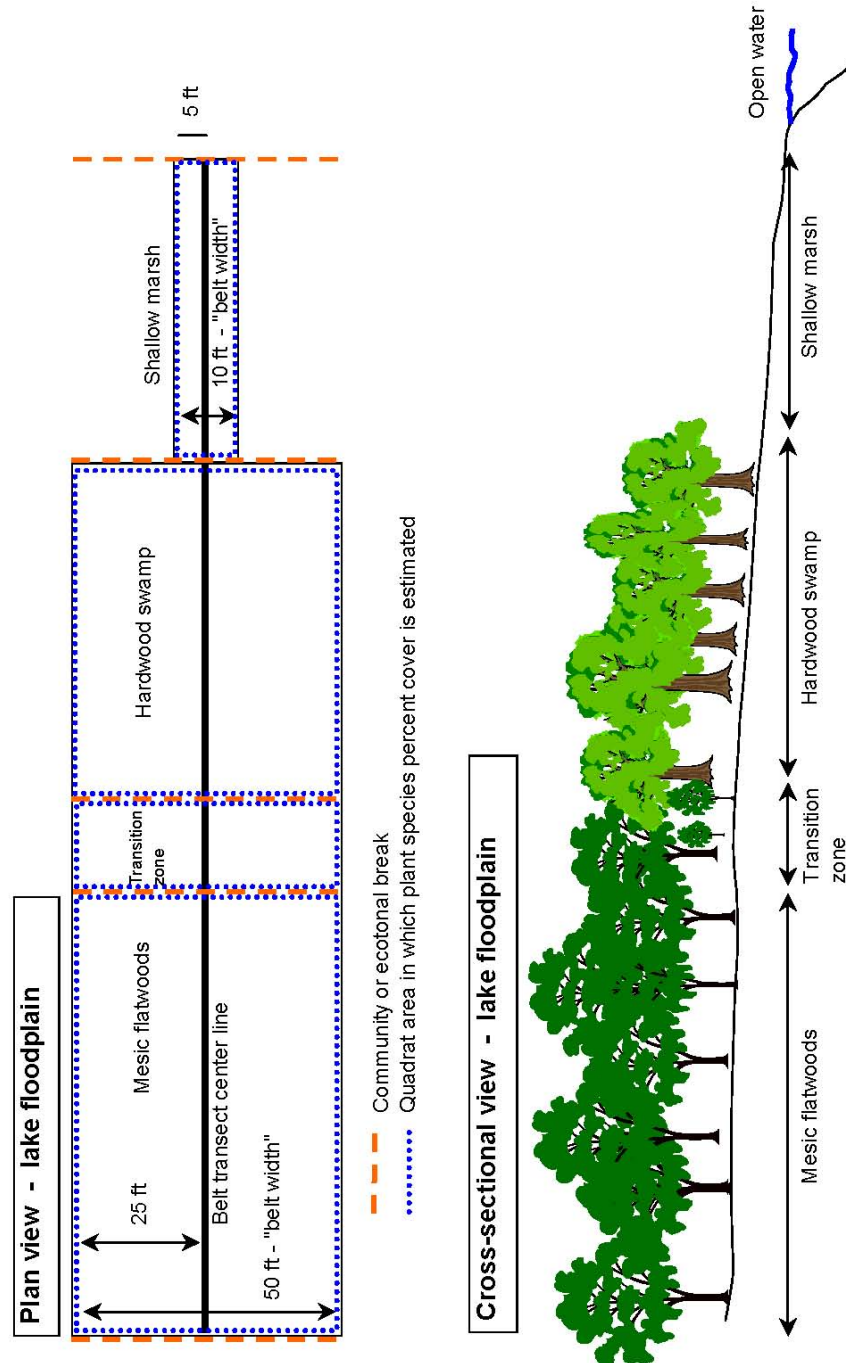 Plan view - lake floodplain
25 ft
Mesic flatwoods
Transition
zone
Hardwood swamp
Shallow marsh
5 ft
Belt transect center line
50 ft - "belt width"
10 ft - "belt width"
Community or ecotonal break
Quadrat area in which plant species percent cover is estimated
Cross-sectional view - lake floodplain
Open water
Mesic flatwoods
Transition
zone
Hardwood swamp
Shallow marsh